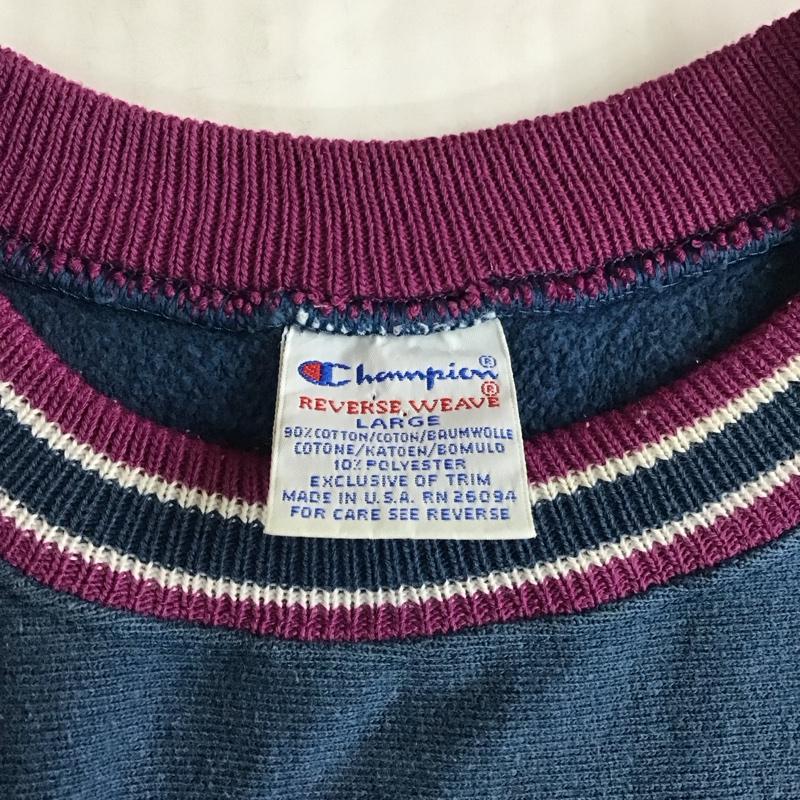 Champion®
REVERSE WEAVE®
LARGE
90% COTTON/COTON/BAUMWOLLE
COTONE/KATOEN/BOMULD
10% POLYESTER
EXCLUSIVE OF TRIM
MADE IN U.S.A. RN 26094
FOR CARE SEE REVERSE